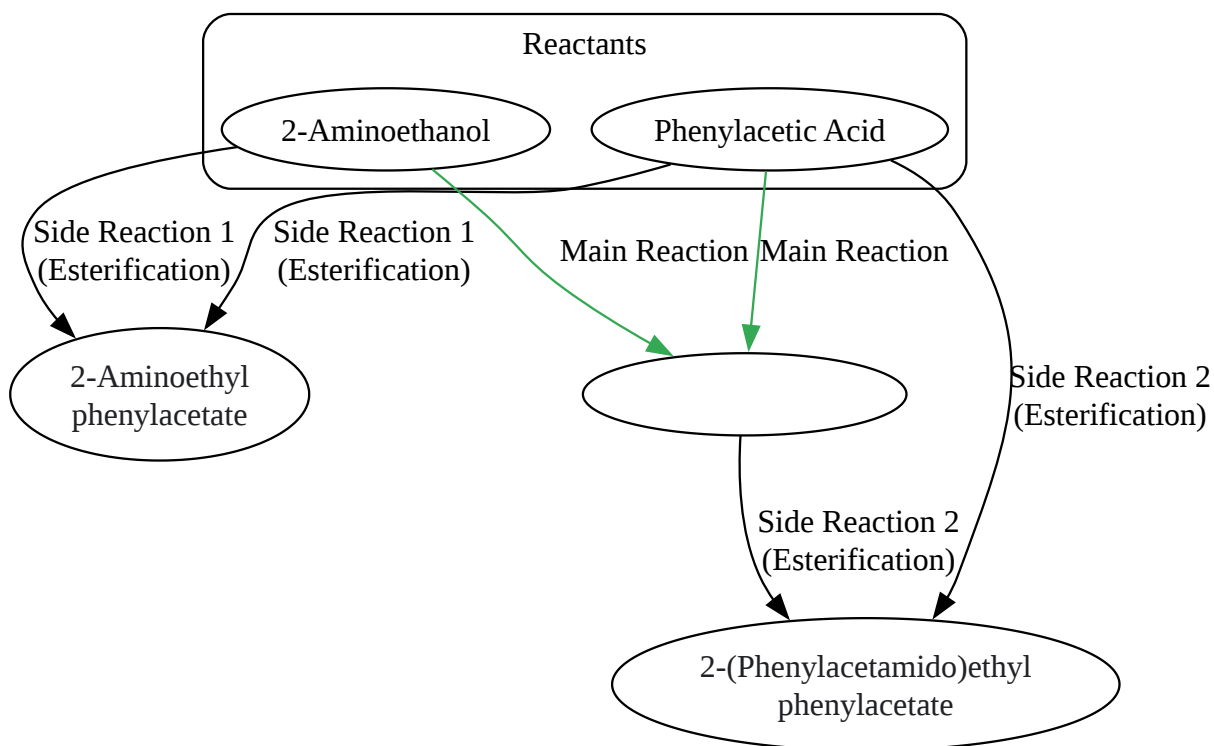 Reactants
2-Aminoethanol
Phenylacetic Acid
Side Reaction 1
(Esterification)
Side Reaction 1
(Esterification)
Main Reaction
Main Reaction
2-Aminoethyl
phenylacetate
Side Reaction 2
(Esterification)
Side Reaction 2
(Esterification)
2-(Phenylacetamido)ethyl
phenylacetate